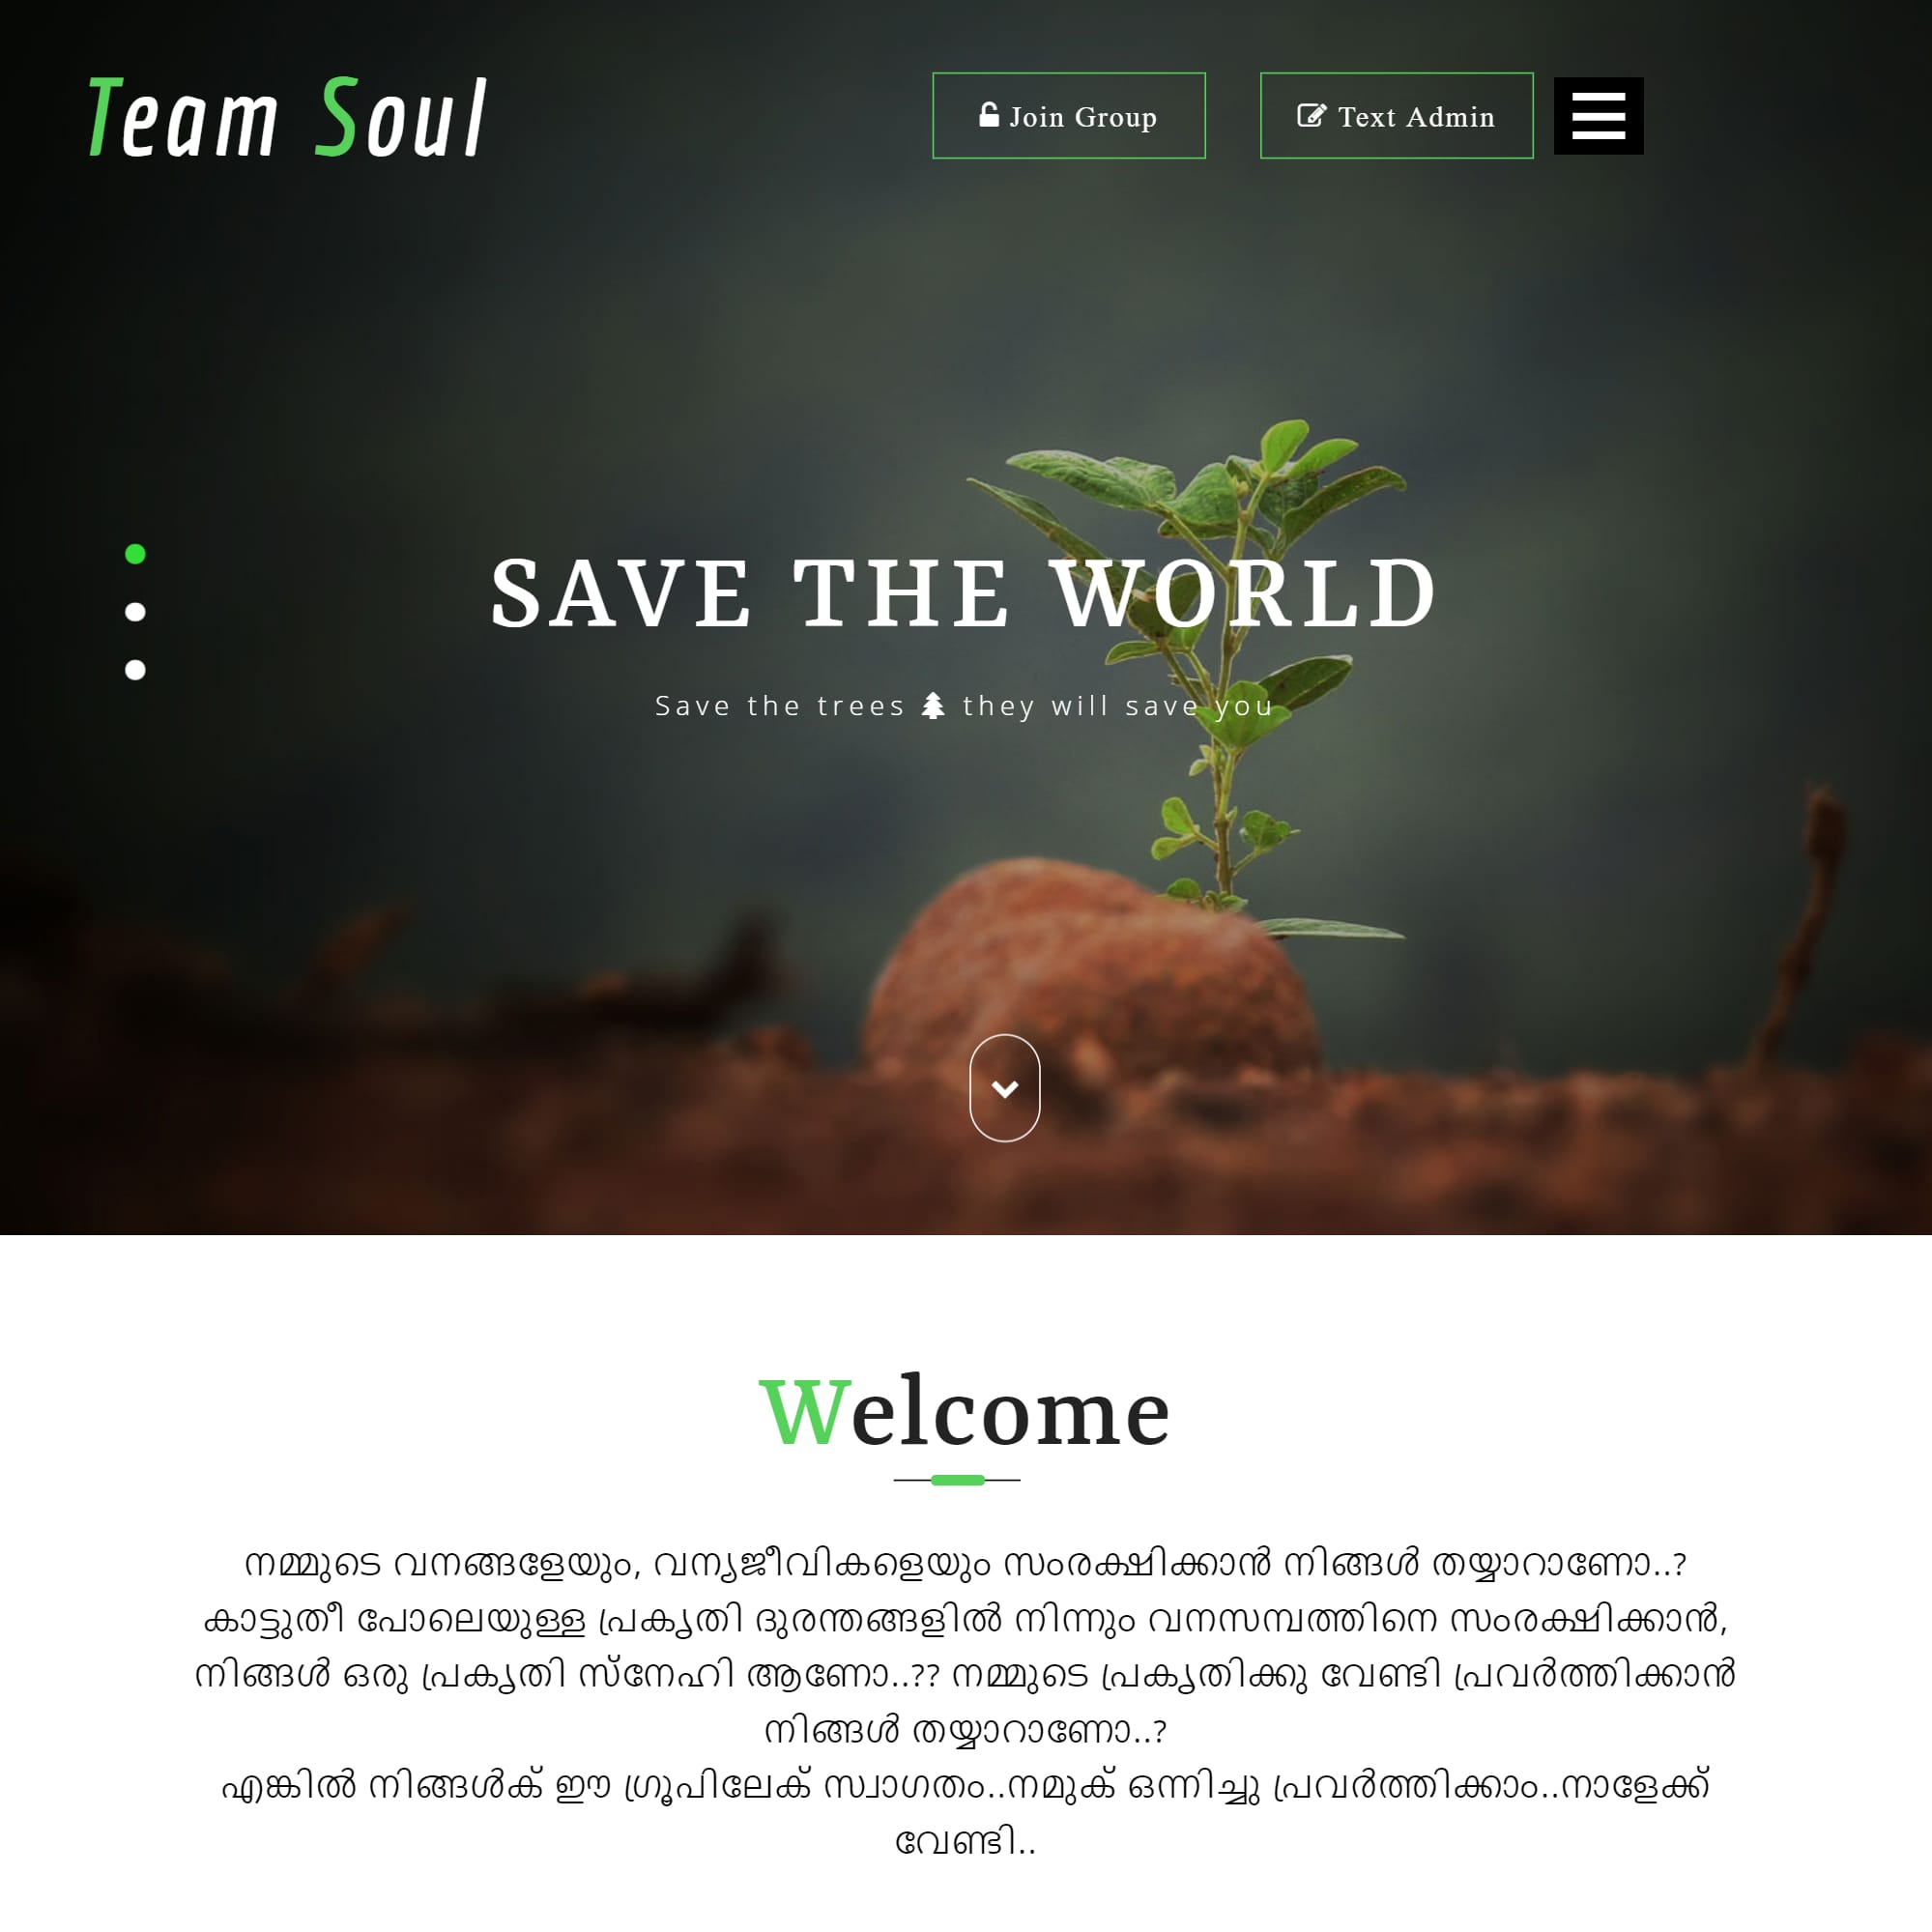 Team Soul
Join Group
Text Admin
SAVE THE WORLD
Save the trees they will save you
Welcome
നമ്മുടെ വനങ്ങളേയും, വന്യജീവികളെയും സംരക്ഷിക്കാൻ നിങ്ങൾ തയ്യാറാണോ..?
കാട്ടുതീ പോലെയുള്ള പ്രകൃതി ദുരന്തങ്ങളിൽ നിന്നും വനസമ്പത്തിനെ സംരക്ഷിക്കാൻ,
നിങ്ങൾ ഒരു പ്രകൃതി സ്നേഹി ആണോ..?? നമ്മുടെ പ്രകൃതിക്കു വേണ്ടി പ്രവർത്തിക്കാൻ
നിങ്ങൾ തയ്യാറാണോ..?
എങ്കിൽ നിങ്ങൾക് ഈ ഗ്രൂപിലേക് സ്വാഗതം..നമുക് ഒന്നിച്ചു പ്രവർത്തിക്കാം..നാളേക്ക്
വേണ്ടി..